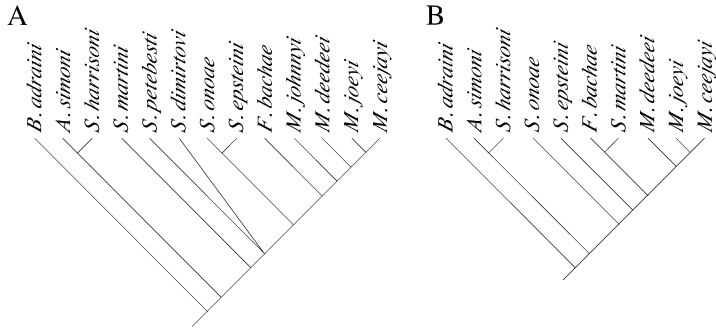 A
B. adraini
A. simoni
S. harrisoni
S. martini
S. petebesti
S. dimirtovi
S. onoae
S. epsteini
F. bachae
M. johnnyi
M. deedeei
M. joeyi
M. ceejayi
B
B. adraini
A. simoni
S. harrisoni
S. onoae
S. epsteini
F. bachae
S. martini
M. deedeei
M. joeyi
M. ceejayi